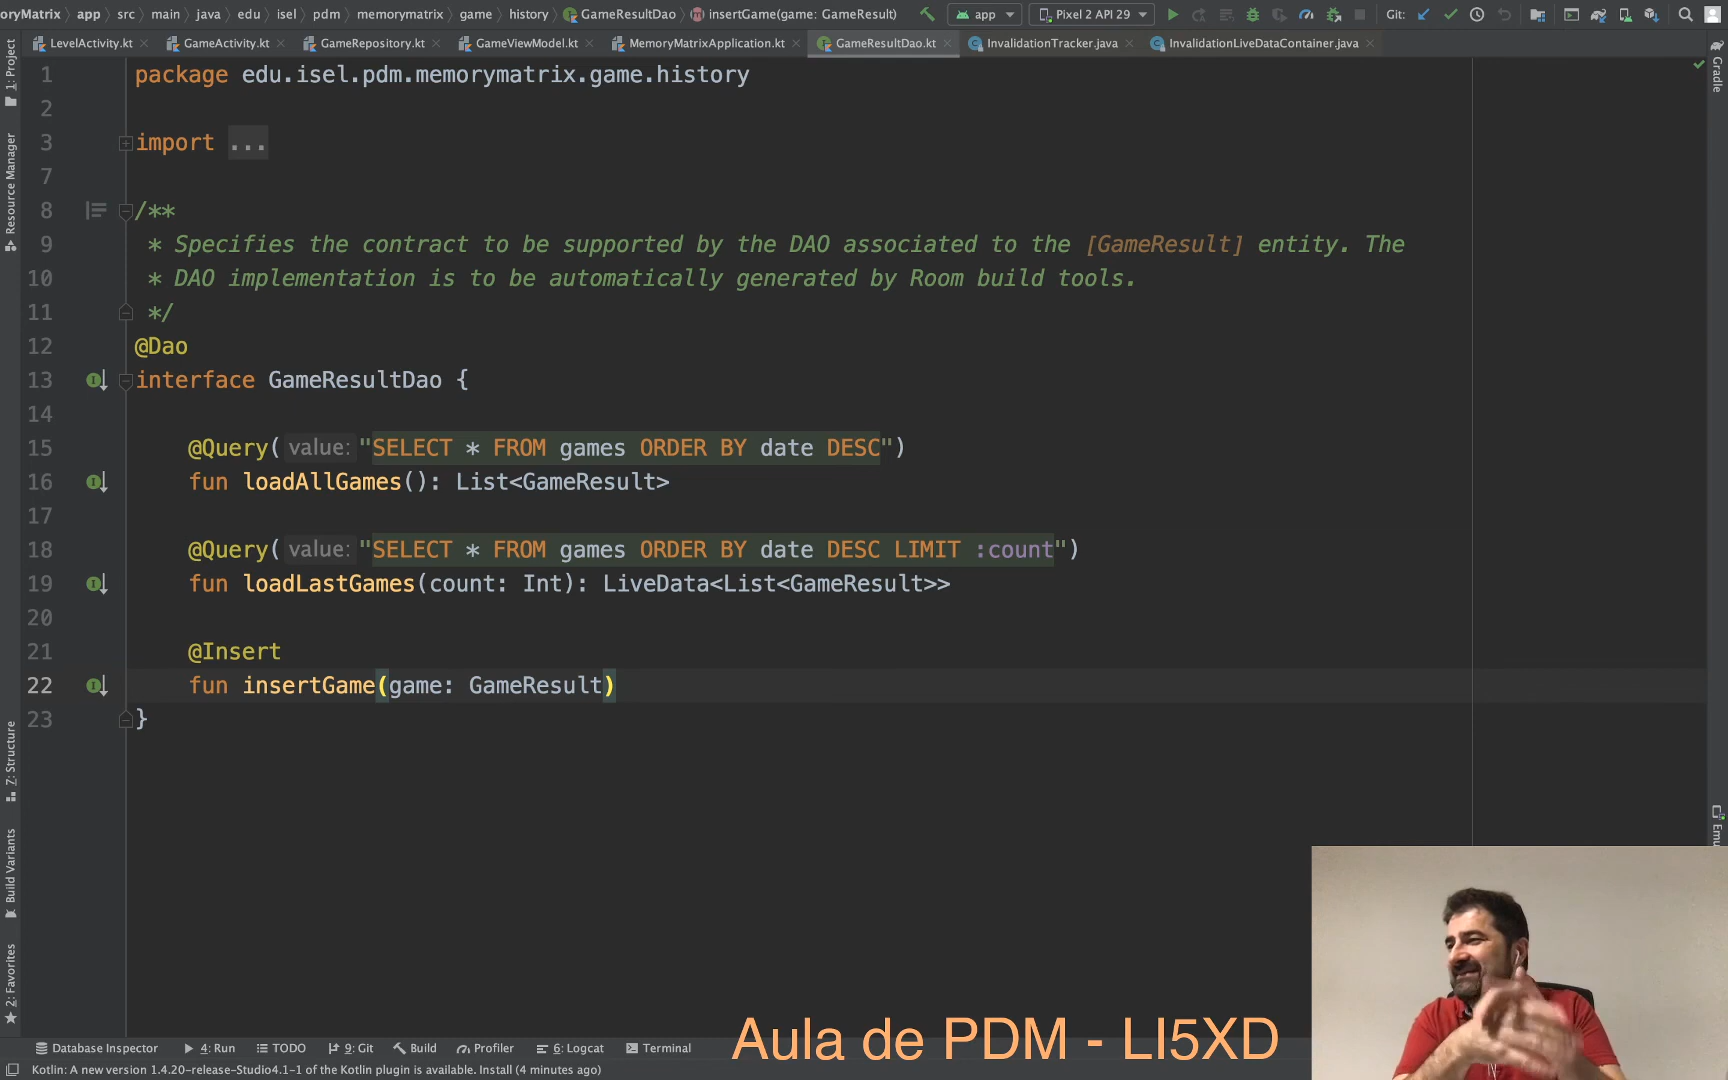 oryMatrix app src main java edu isel pdm memorymatrix game history GameResultDao insertGame(game: GameResult) app Pixel 2 API 29 Git:
LevelActivity.kt GameActivity.kt GameRepository.kt GameViewModel.kt MemoryMatrixApplication.kt GameResultDao.kt InvalidationTracker.java InvalidationLiveDataContainer.java
1: Project
Resource Manager
Z: Structure
Build Variants
2: Favorites
Gradle
Emu
1 package edu.isel.pdm.memorymatrix.game.history
2
3 import ...
7
8 /**
9 * Specifies the contract to be supported by the DAO associated to the [GameResult] entity. The
10 * DAO implementation is to be automatically generated by Room build tools.
11 */
12 @Dao
13 interface GameResultDao {
14
15 @Query( value: "SELECT * FROM games ORDER BY date DESC")
16 fun loadAllGames(): List<GameResult>
17
18 @Query( value: "SELECT * FROM games ORDER BY date DESC LIMIT :count")
19 fun loadLastGames(count: Int): LiveData<List<GameResult>>
20
21 @Insert
22 fun insertGame(game: GameResult)
23 }
Aula de PDM - LI5XD
Database Inspector 4: Run TODO 9: Git Build Profiler 6: Logcat Terminal
Kotlin: A new version 1.4.20-release-Studio4.1-1 of the Kotlin plugin is available. Install (4 minutes ago)